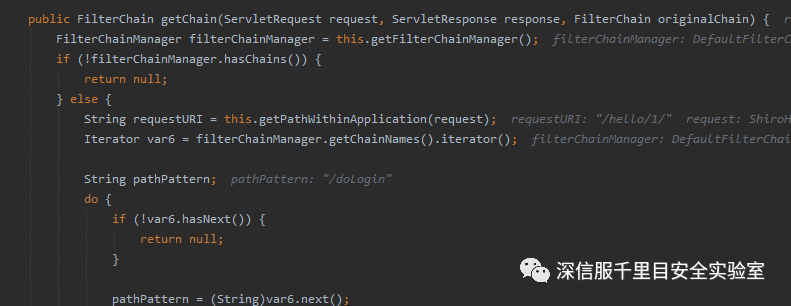 public FilterChain getChain(ServletRequest request, ServletResponse response, FilterChain originalChain) {
FilterChainManager filterChainManager = this.getFilterChainManager(); filterChainManager: DefaultFilterC
if (!filterChainManager.hasChains()) {
return null;
} else {
String requestURI = this.getPathWithinApplication(request); requestURI: "/hello/1/" request: ShiroH
Iterator var6 = filterChainManager.getChainNames().iterator(); filterChainManager: DefaultFilterChai
String pathPattern; pathPattern: "/doLogin"
do {
if (!var6.hasNext()) {
return null;
}
pathPattern = (String)var6.next();
深信服千里目安全实验室